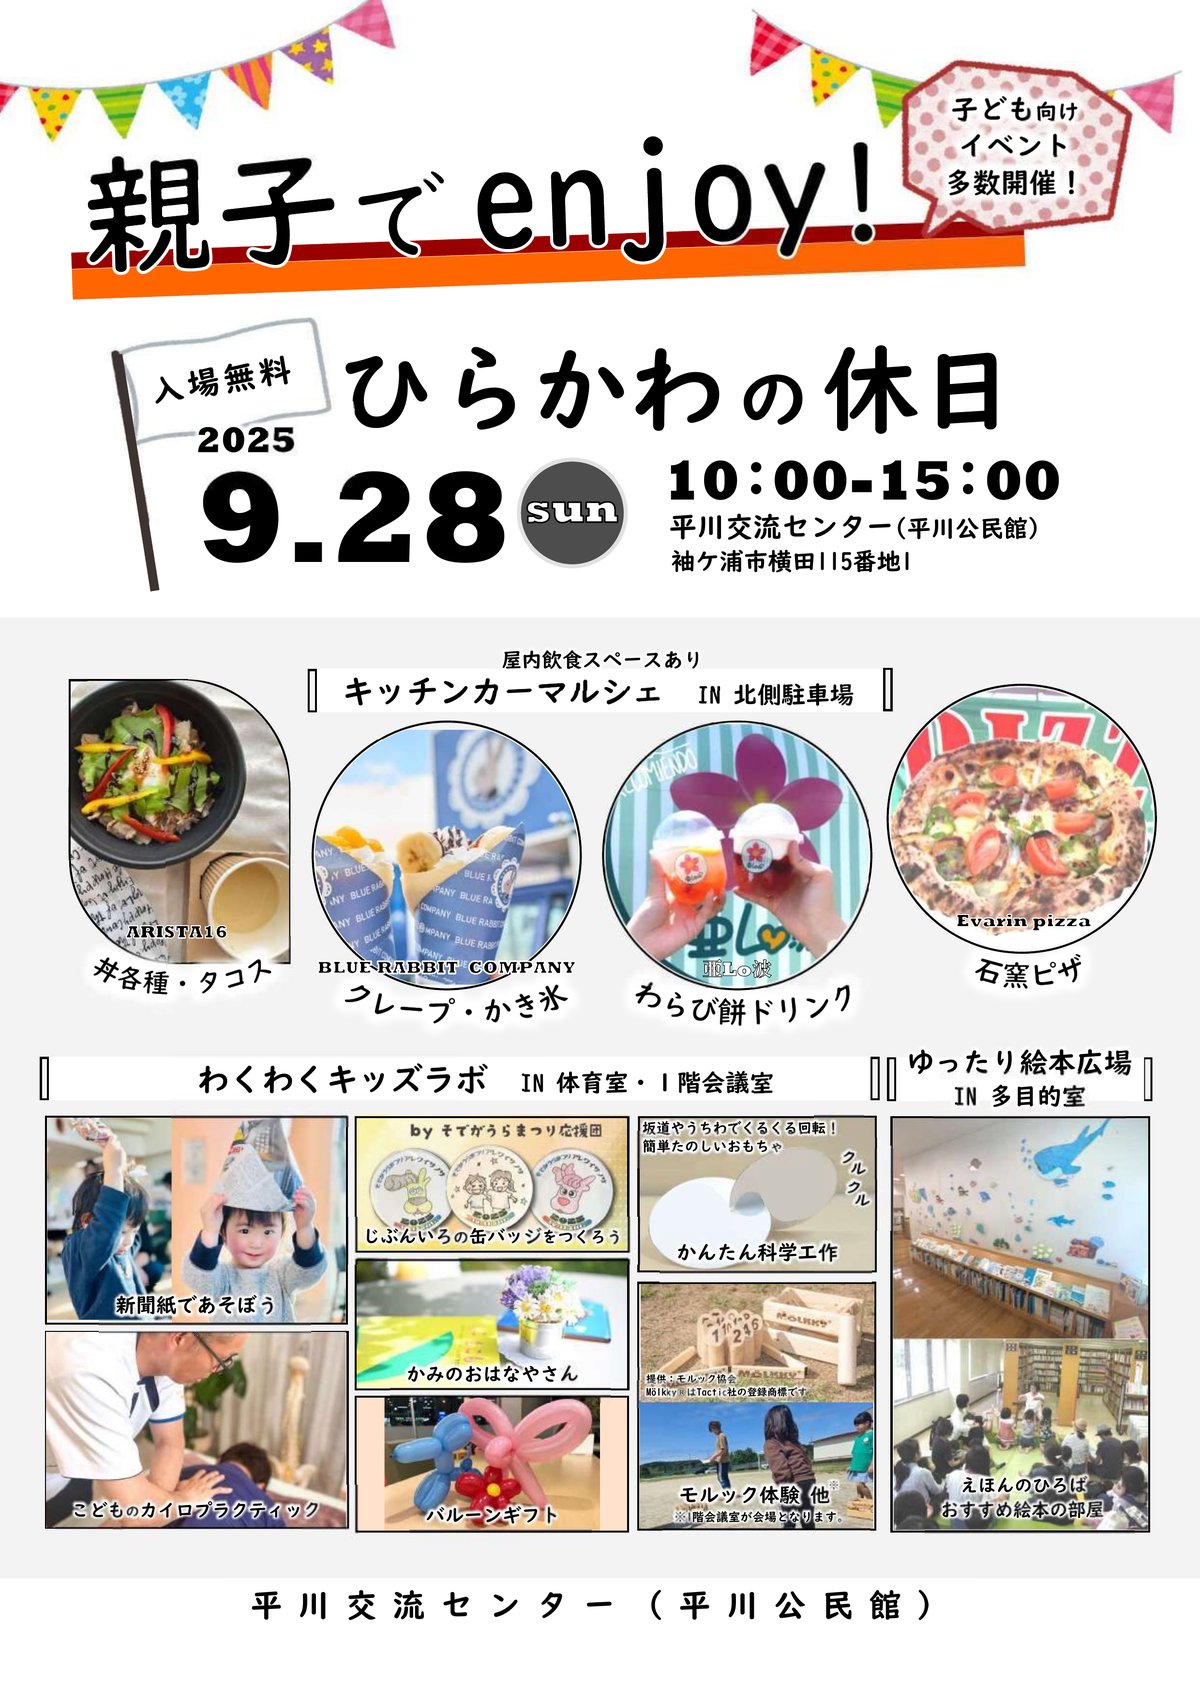 子ども向け
イベント
多数開催！
親子でenjoy!
入場無料
ひらかわの休日
2025
9.28 sun
10:00-15:00
平川交流センター(平川公民館)
袖ケ浦市横田115番地1
屋内飲食スペースあり
キッチンカーマルシェ IN 北側駐車場
ARISTA16
丼各種・タコス
BLUE RABBIT COMPANY
クレープ・かき氷
亜Lo波
わらび餅ドリンク
Evarin pizza
石窯ピザ
わくわくキッズラボ IN 体育室・1階会議室
新聞紙であそぼう
こどものカイロプラクティック
by そでがうらまつり応援団
じぶんいろの缶バッジをつくろう
かみのおはなやさん
バルーンギフト
坂道やうちわでくるくる回転！
簡単たのしいおもちゃ
クルクル
かんたん科学工作
MÖLKKY
提供：モルック協会
Mölkky®はTactic社の登録商標です
モルック体験 他※
※1階会議室が会場となります。
ゆったり絵本広場
IN 多目的室
えほんのひろば
おすすめ絵本の部屋
平川交流センター（平川公民館）